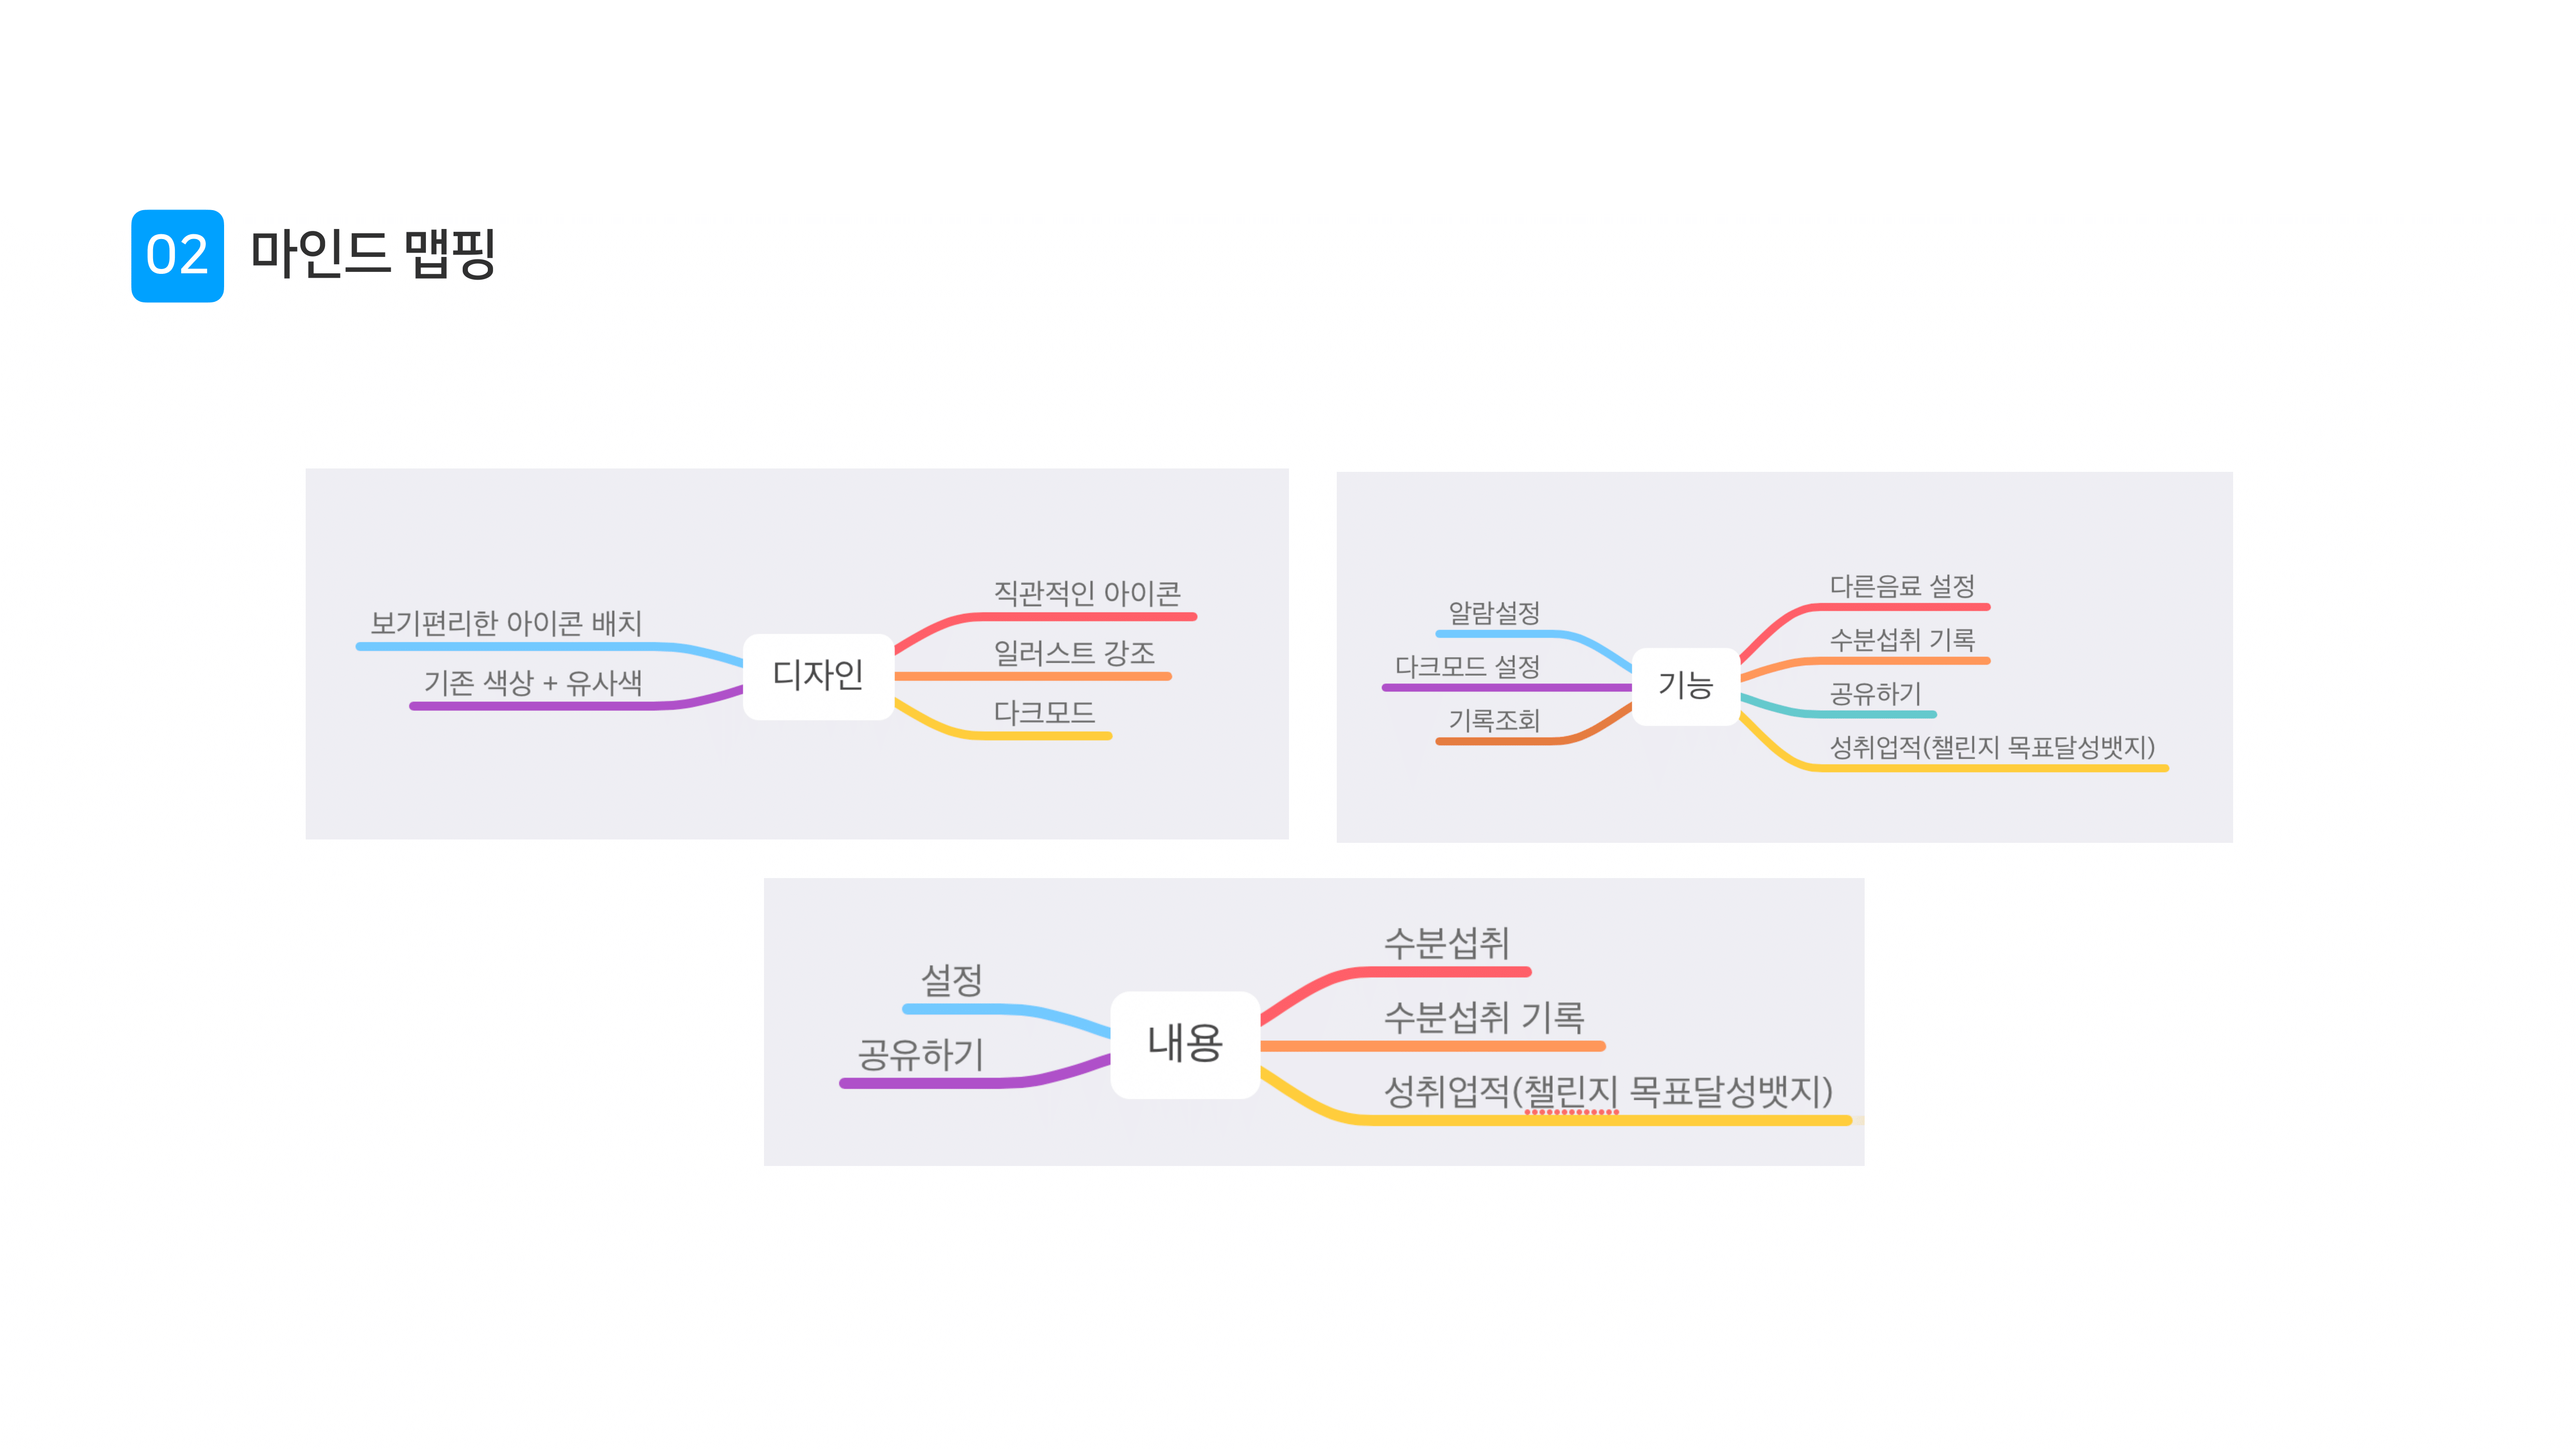 02 마인드 맵핑
보기편리한 아이콘 배치
기존 색상 + 유사색
디자인
직관적인 아이콘
일러스트 강조
다크모드
알람설정
다크모드 설정
기록조회
기능
다른음료 설정
수분섭취 기록
공유하기
성취업적(챌린지 목표달성뱃지)
설정
공유하기
내용
수분섭취
수분섭취 기록
성취업적(챌린지 목표달성뱃지)